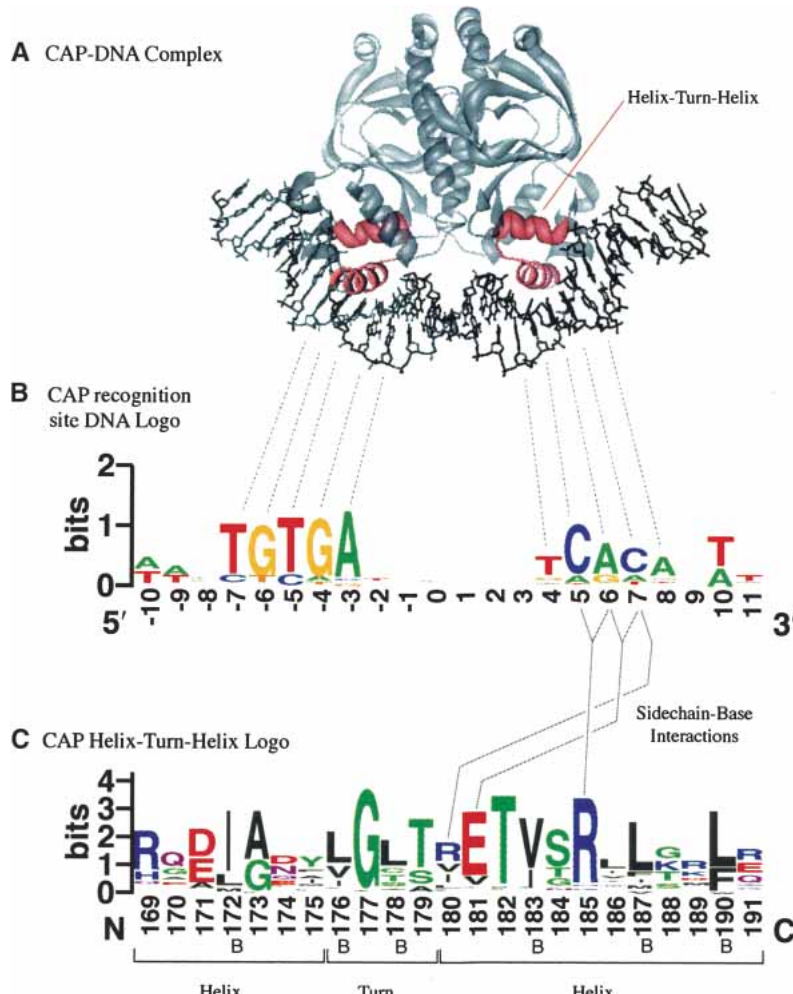 A CAP-DNA Complex
Helix-Turn-Helix
B CAP recognition
site DNA Logo
bits
2
1
0
T G T G A
T C A C A T
-10 -9 -8 -7 -6 -5 -4 -3 -2 -1 0 1 2 3 4 5 6 7 8 9 10 11
5′ 3′
Sidechain-Base
Interactions
C CAP Helix-Turn-Helix Logo
bits
4
3
2
1
0
R Q D I A D Y L G L T R E T V S R L L G R L R
169 170 171 172 173 174 175 176 177 178 179 180 181 182 183 184 185 186 187 188 189 190 191
N C
B B B B B B
Helix Turn Helix